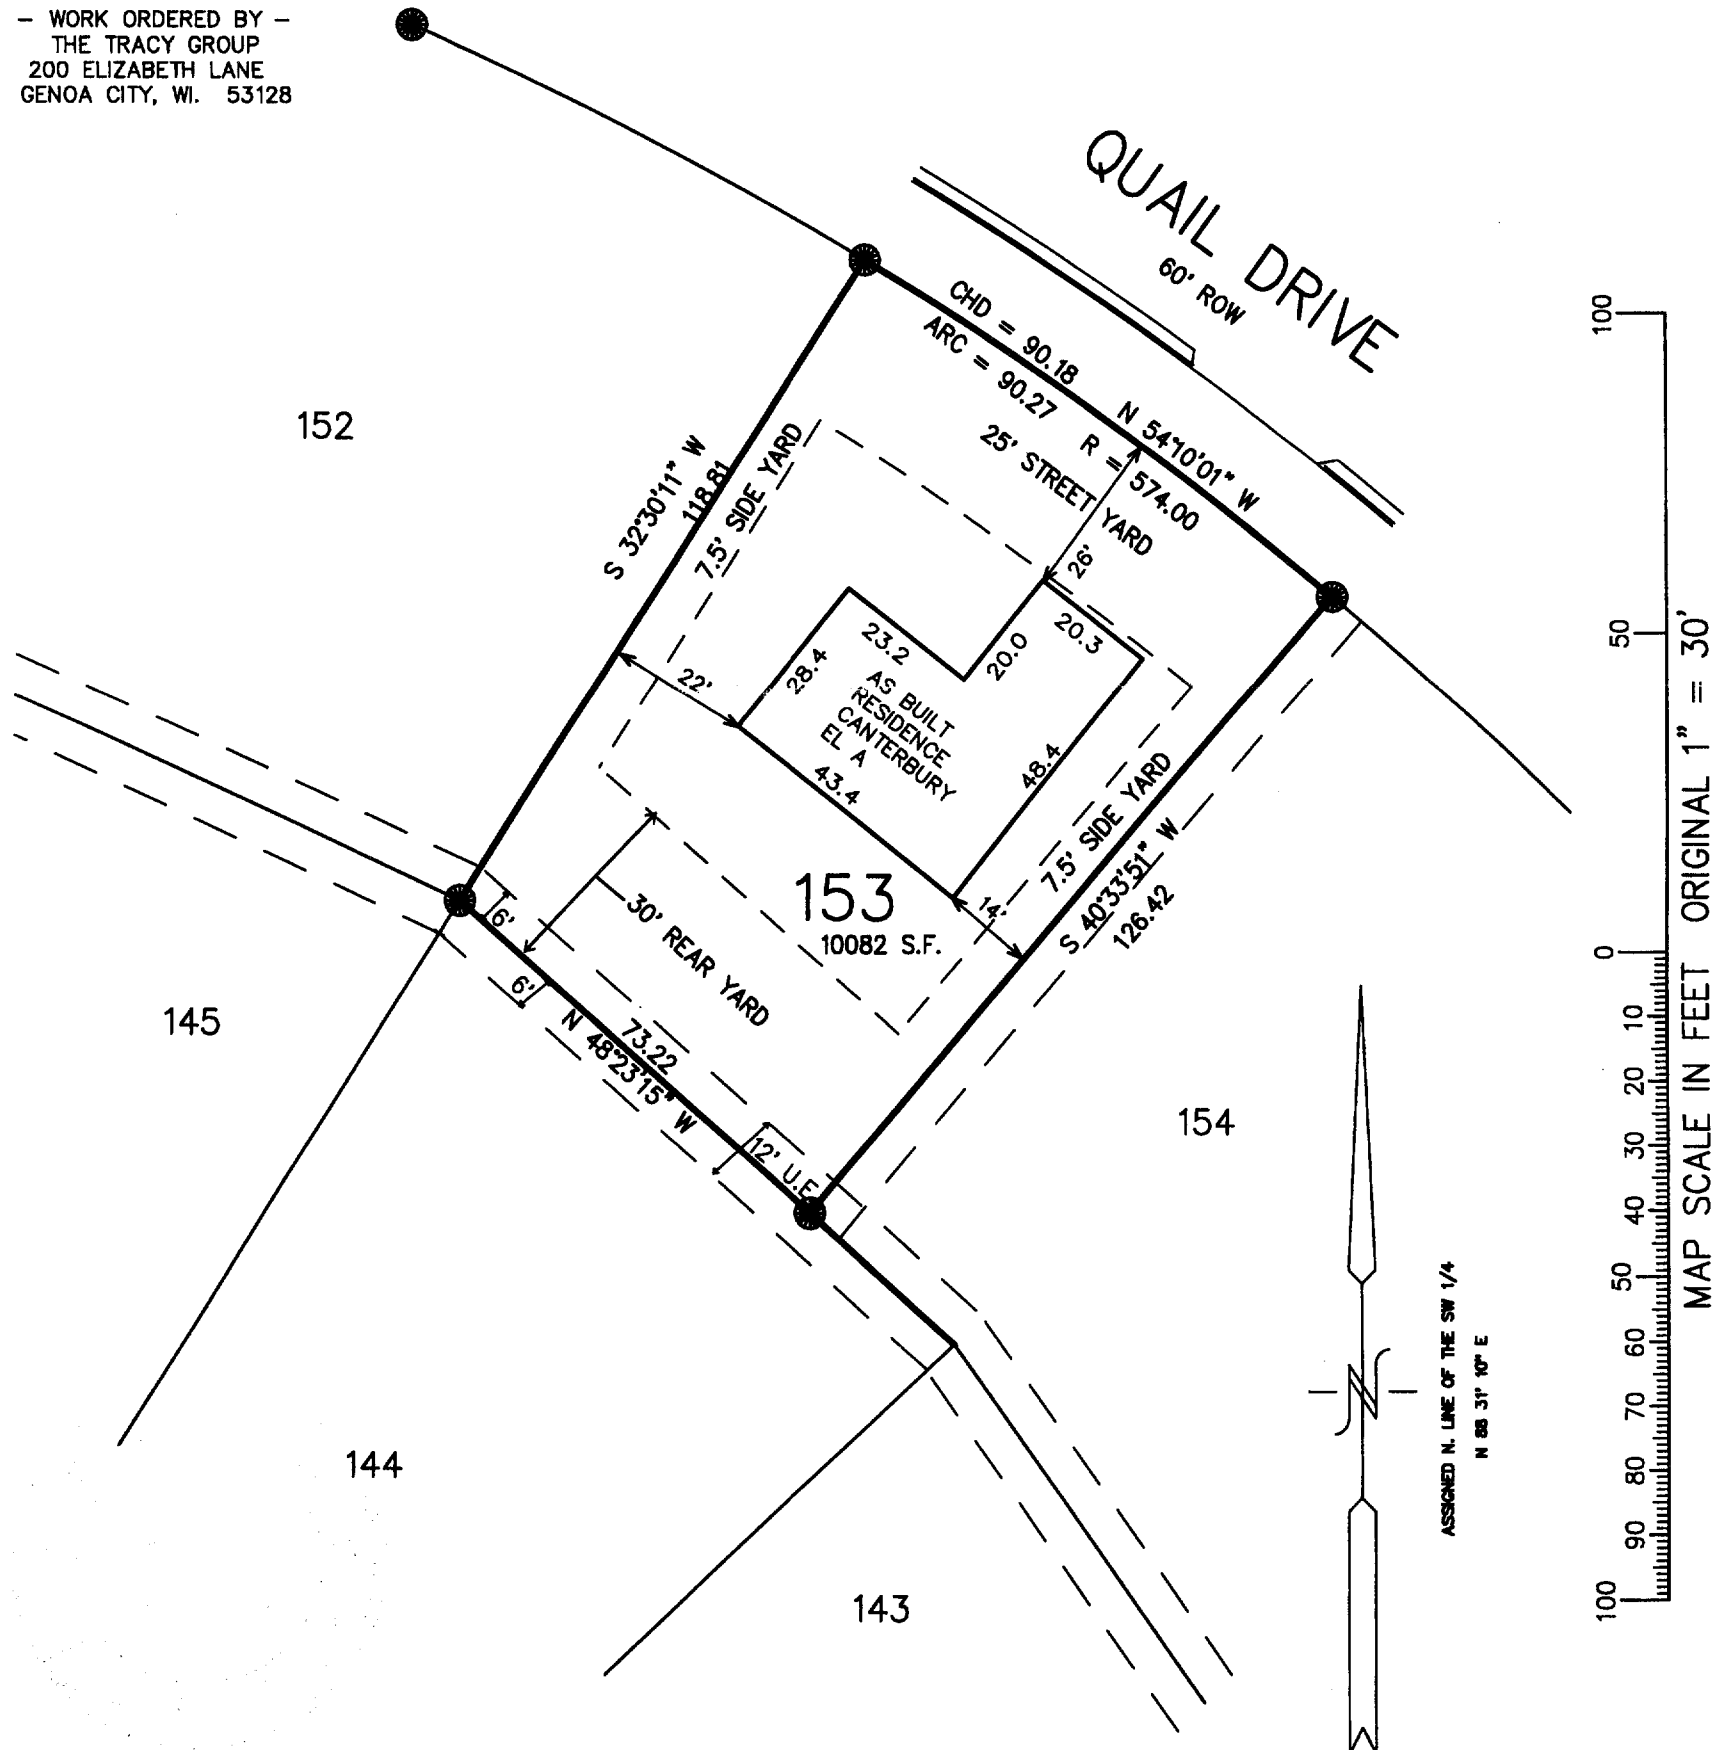 – WORK ORDERED BY –
THE TRACY GROUP
200 ELIZABETH LANE
GENOA CITY, WI. 53128
QUAIL DRIVE
60' ROW
CHD = 90.18 N 54°10'01" W
ARC = 90.27 R = 574.00
25' STREET YARD
26'
152
S 32°30'11" W
118.81
7.5' SIDE YARD
22'
28.4
23.2
20.0
20.3
AS BUILT
RESIDENCE
CANTERBURY
EL A
43.4
48.4
7.5' SIDE YARD
S 40°33'51" W
126.42
14'
153
10082 S.F.
30' REAR YARD
6'
6'
73.22
N 48°23'15" W
12' U.E.
145
154
144
143
ASSIGNED N. LINE OF THE SW 1/4
N 88 31' 10" E
N
100
50
0
10
20
30
40
50
60
70
80
90
100
MAP SCALE IN FEET ORIGINAL 1" = 30'